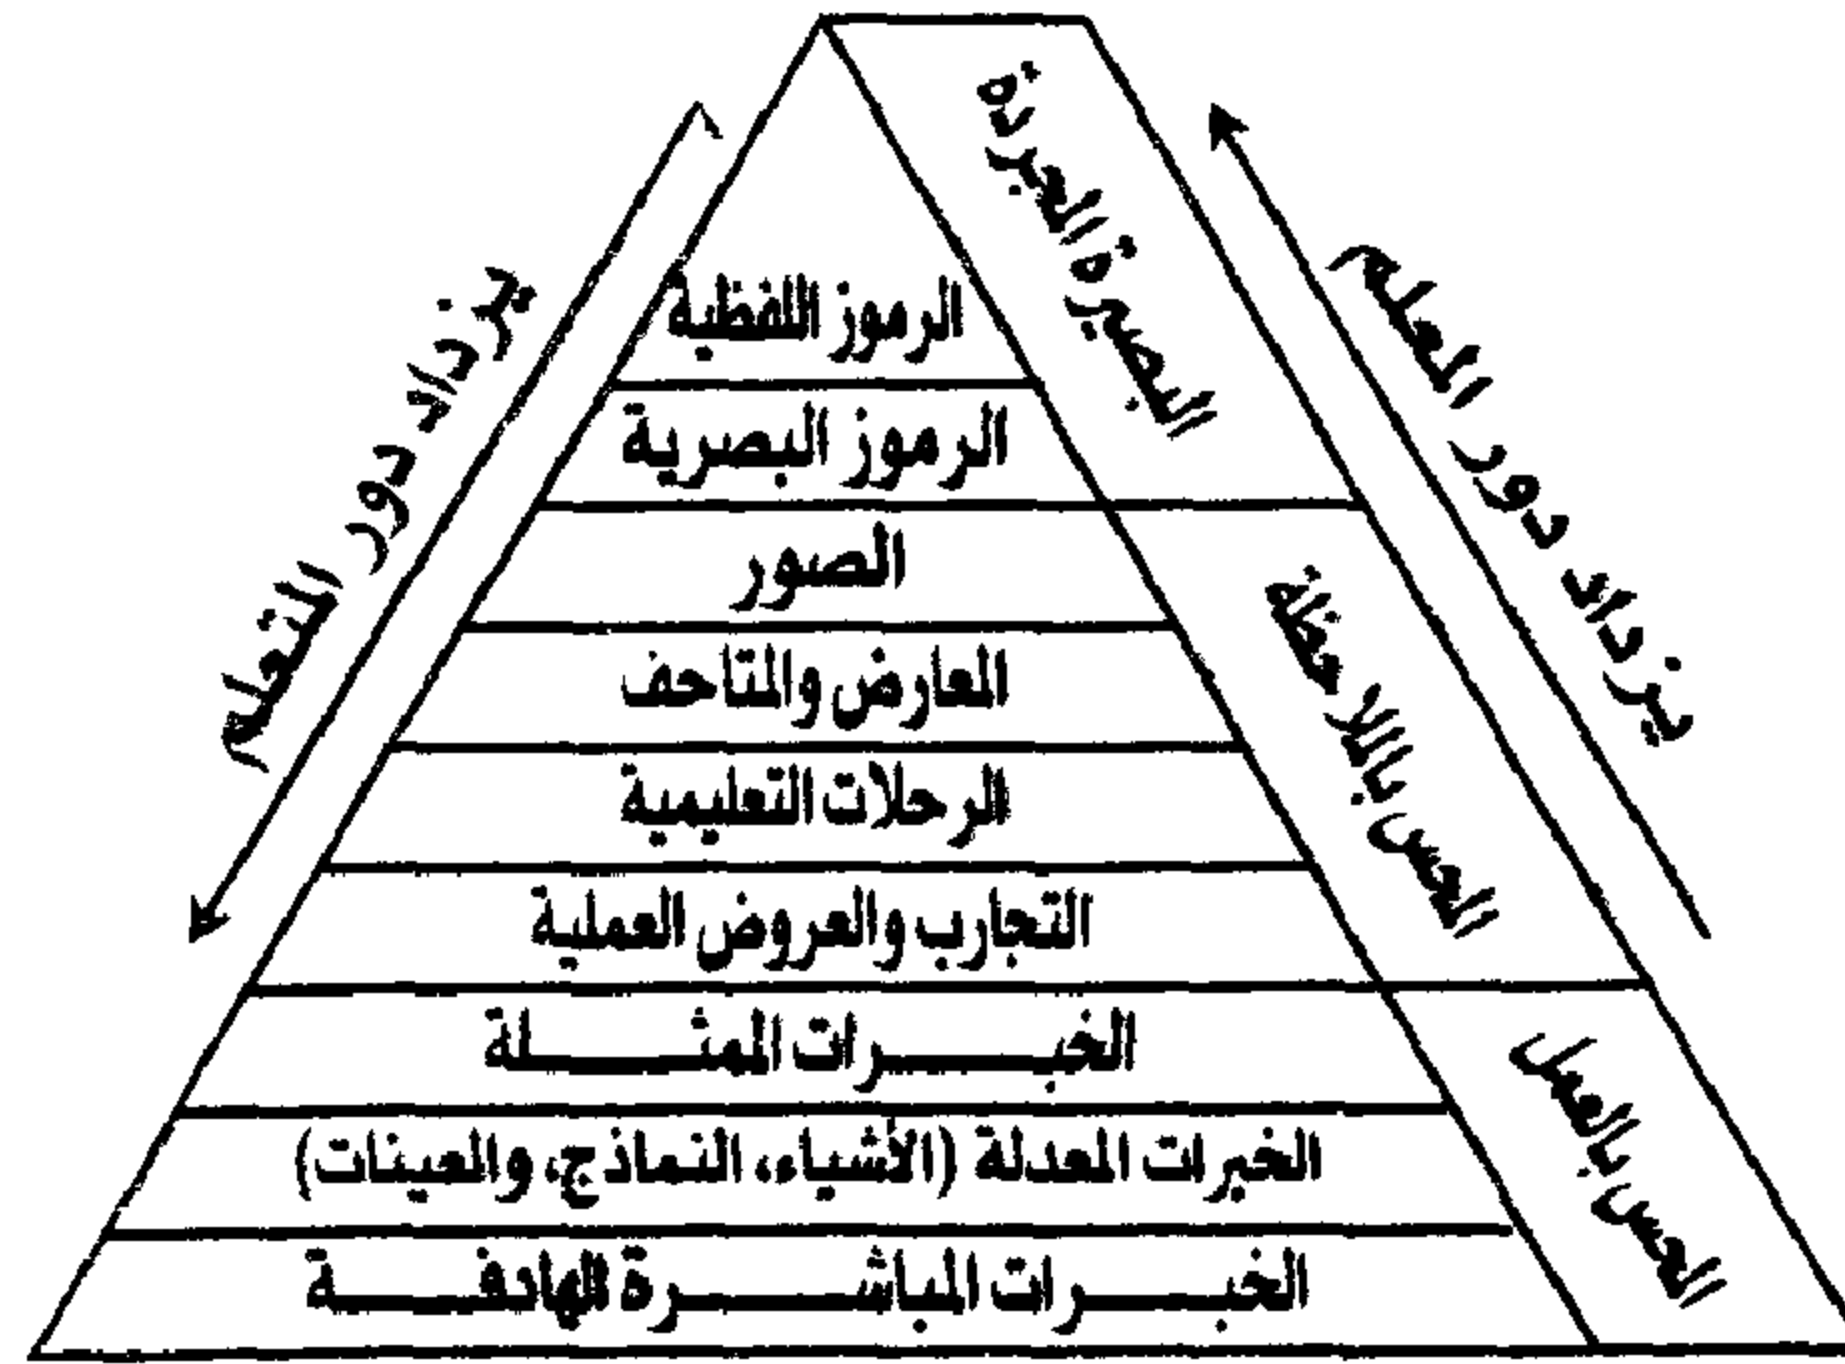 الرموز اللفظية
الرموز البصرية
الصور
المعارض والمتاحف
الرحلات التعليمية
التجارب والعروض العملية
الخبرات الممثلة
الخبرات المعدلة (الأشياء، النماذج، والعينات)
الخبرات المباشرة الهادفة
البصيرة المجردة
الحس بالملاحظة
الحس بالعمل
يزداد دور المعلم
يزداد دور المتعلم